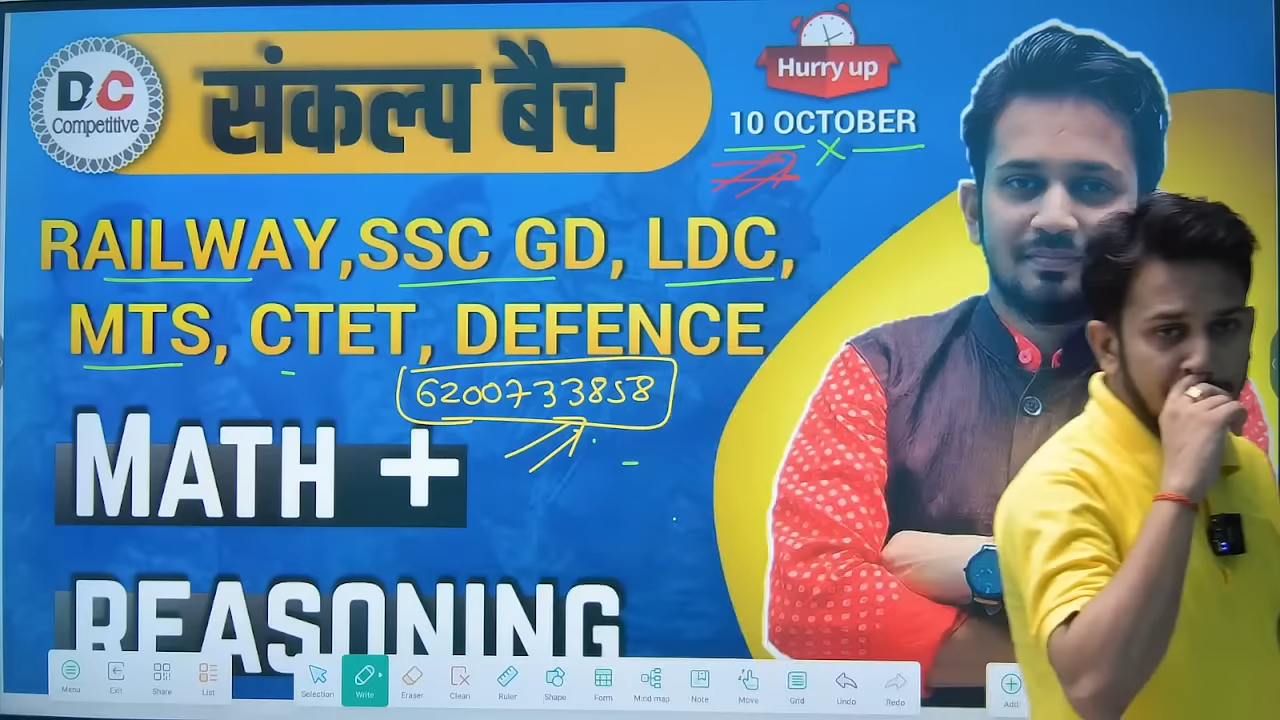 DC
Competitive
संकल्प बैच
Hurry up
10 OCTOBER
RAILWAY,SSC GD, LDC,
MTS, CTET, DEFENCE
6200733858
MATH +
REASONING
Menu Exit Share List Selection Write Eraser Clean Ruler Shape Form Mind map Note Move Grid Undo Redo Add